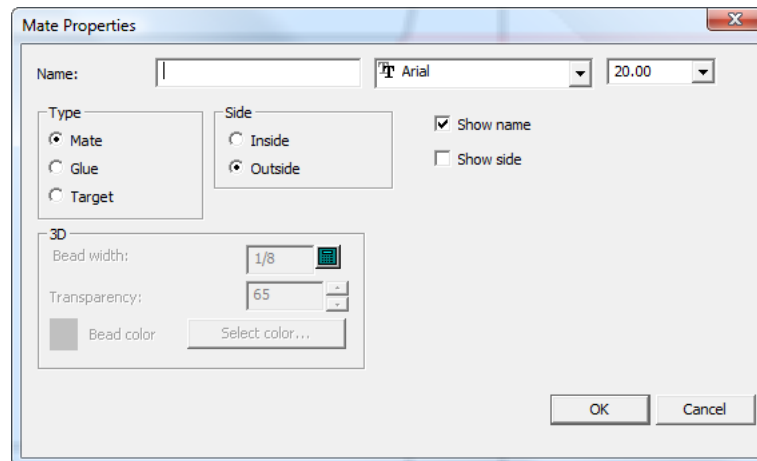 Mate Properties
Name: Arial 20.00
Type Side
Mate Inside Show name
Glue Outside Show side
Target
3D
Bead width: 1/8
Transparency: 65
Bead color Select color...
OK Cancel